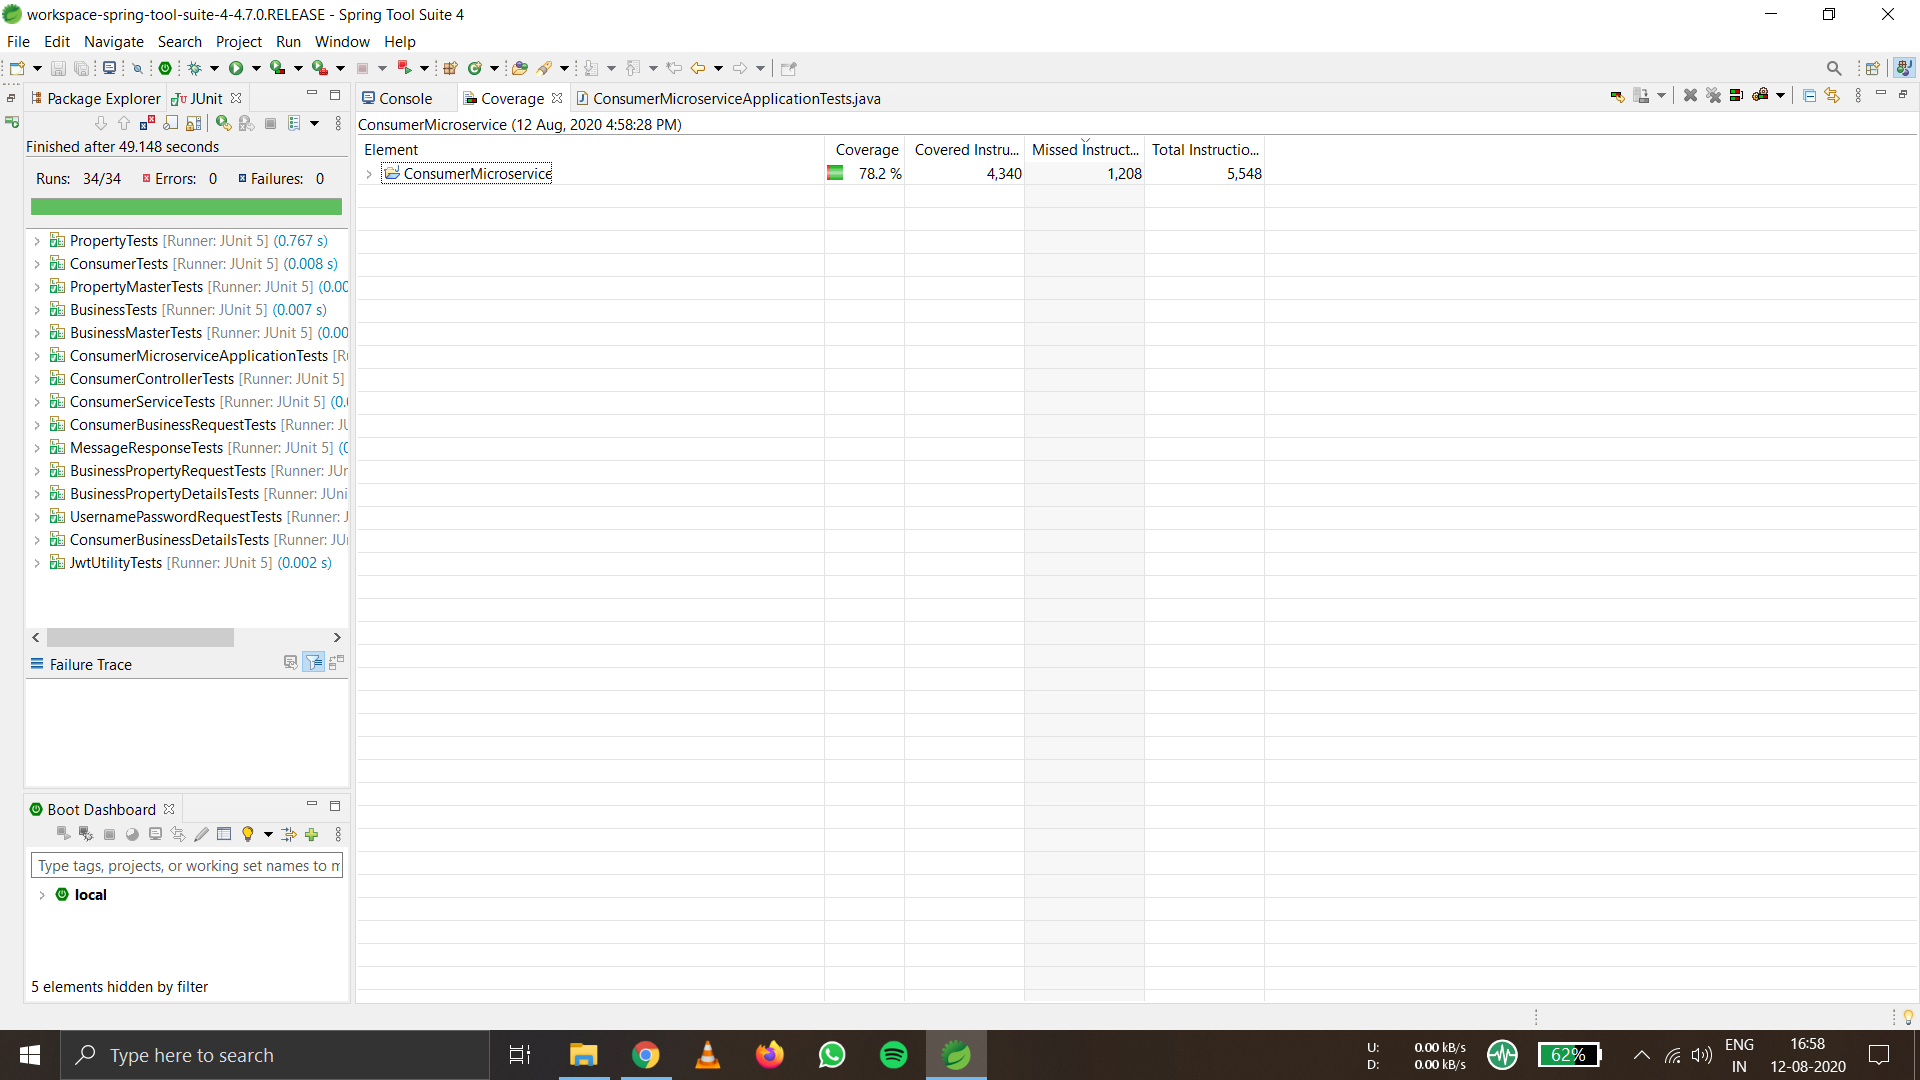 workspace-spring-tool-suite-4-4.7.0.RELEASE - Spring Tool Suite 4
File Edit Navigate Search Project Run Window Help
Package Explorer JUnit
Finished after 49.148 seconds
Runs: 34/34 Errors: 0 Failures: 0
PropertyTests [Runner: JUnit 5] (0.767 s)
ConsumerTests [Runner: JUnit 5] (0.008 s)
PropertyMasterTests [Runner: JUnit 5] (0.00
BusinessTests [Runner: JUnit 5] (0.007 s)
BusinessMasterTests [Runner: JUnit 5] (0.00
ConsumerMicroserviceApplicationTests [R
ConsumerControllerTests [Runner: JUnit 5]
ConsumerServiceTests [Runner: JUnit 5] (0.
ConsumerBusinessRequestTests [Runner: JU
MessageResponseTests [Runner: JUnit 5] (
BusinessPropertyRequestTests [Runner: JUn
BusinessPropertyDetailsTests [Runner: JUni
UsernamePasswordRequestTests [Runner: J
ConsumerBusinessDetailsTests [Runner: JU
JwtUtilityTests [Runner: JUnit 5] (0.002 s)
Failure Trace
Boot Dashboard
Type tags, projects, or working set names to m
local
5 elements hidden by filter
Console Coverage ConsumerMicroserviceApplicationTests.java
ConsumerMicroservice (12 Aug, 2020 4:58:28 PM)
Element Coverage Covered Instru... Missed Instruct... Total Instructio...
ConsumerMicroservice 78.2 % 4,340 1,208 5,548
Type here to search
U: 0.00 kB/s
D: 0.00 kB/s
62%
ENG
IN
16:58
12-08-2020